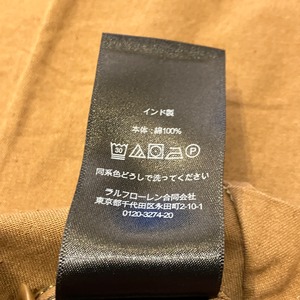 インド製
本体:綿100%
30 P
同系色どうしで洗ってください
ラルフローレン合同会社
東京都千代田区永田町2-10-1
0120-3274-20